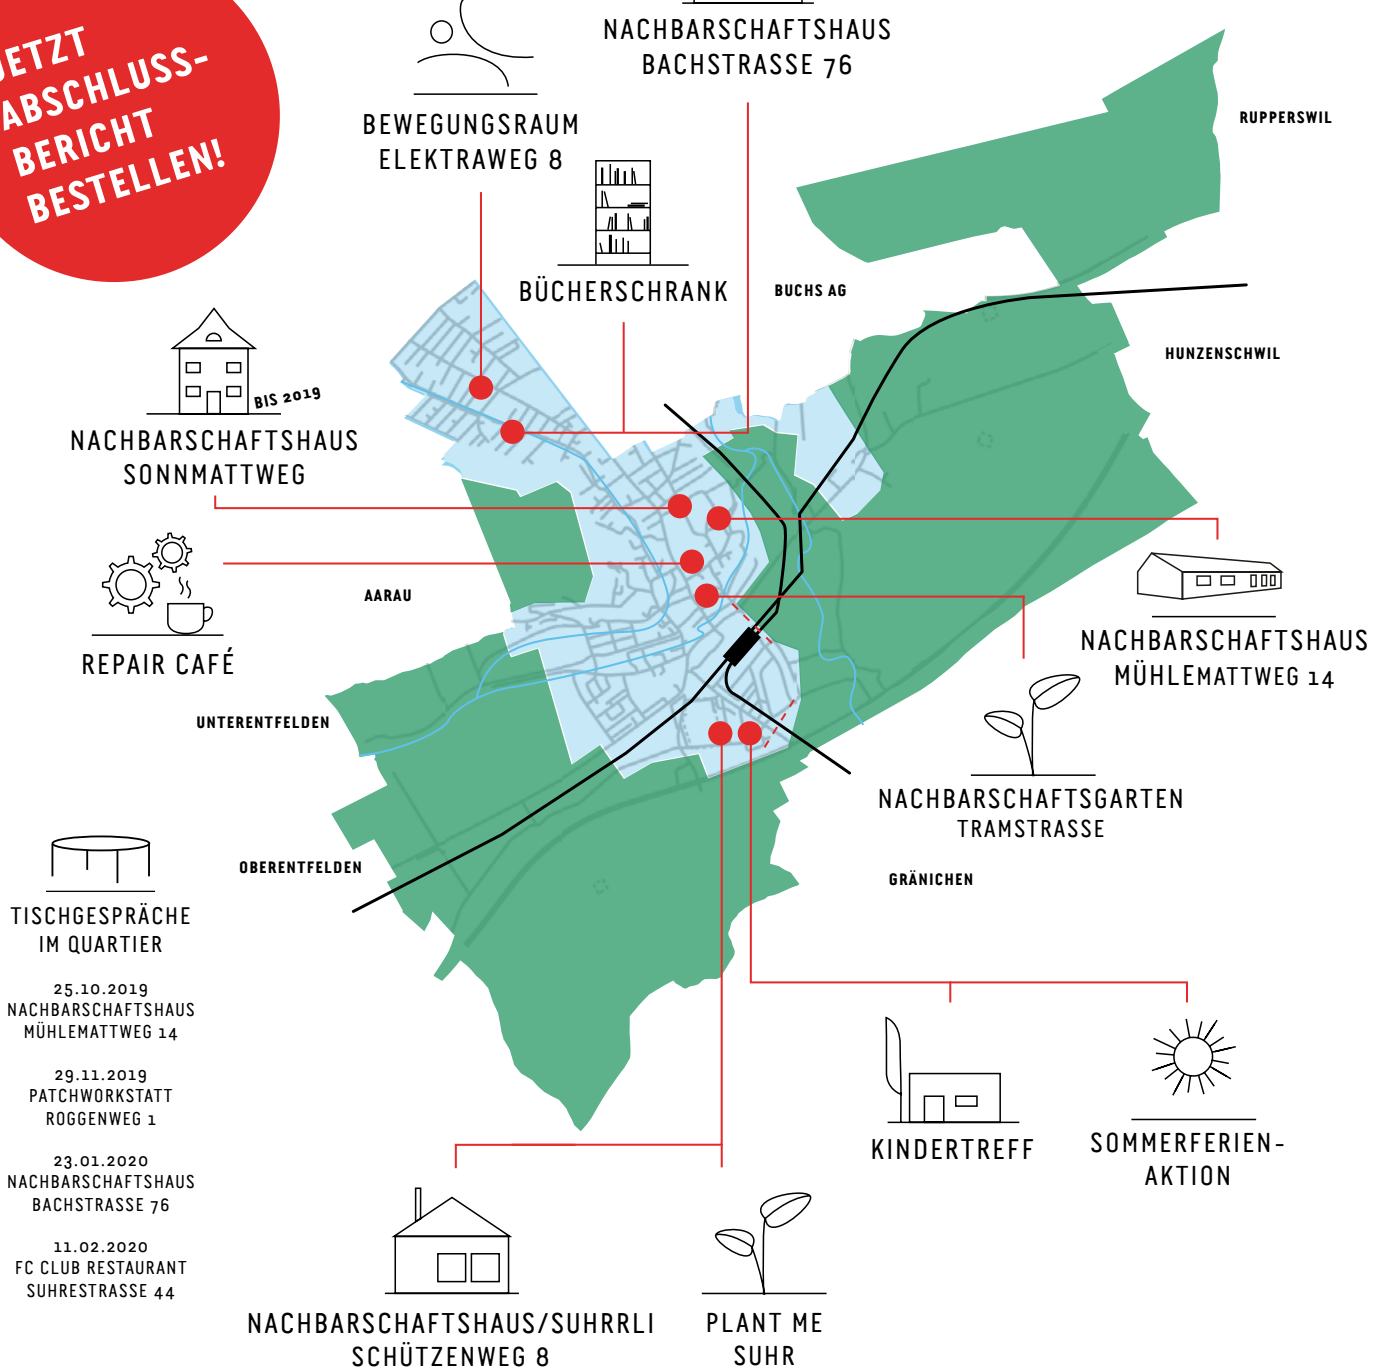 JETZT
ABSCHLUSS-
BERICHT
BESTELLEN!
NACHBARSCHAFTSHAUS
BACHSTRASSE 76
BEWEGUNGSRAUM
ELEKTRAWEG 8
BÜCHERSCHRANK
RUPPERSWIL
BUCHS AG
HUNZENSCHWIL
BIS 2019
NACHBARSCHAFTSHAUS
SONNMATTWEG
AARAU
REPAIR CAFÉ
NACHBARSCHAFTSHAUS
MÜHLEMATTWEG 14
UNTERENTFELDEN
NACHBARSCHAFTSGARTEN
TRAMSTRASSE
OBERENTFELDEN
GRÄNICHEN
TISCHGESPRÄCHE
IM QUARTIER
25.10.2019
NACHBARSCHAFTSHAUS
MÜHLEMATTWEG 14
29.11.2019
PATCHWORKSTATT
ROGGENWEG 1
23.01.2020
NACHBARSCHAFTSHAUS
BACHSTRASSE 76
11.02.2020
FC CLUB RESTAURANT
SUHRESTRASSE 44
KINDERTREFF
SOMMERFERIEN-
AKTION
NACHBARSCHAFTSHAUS/SUHRRLI
SCHÜTZENWEG 8
PLANT ME
SUHR